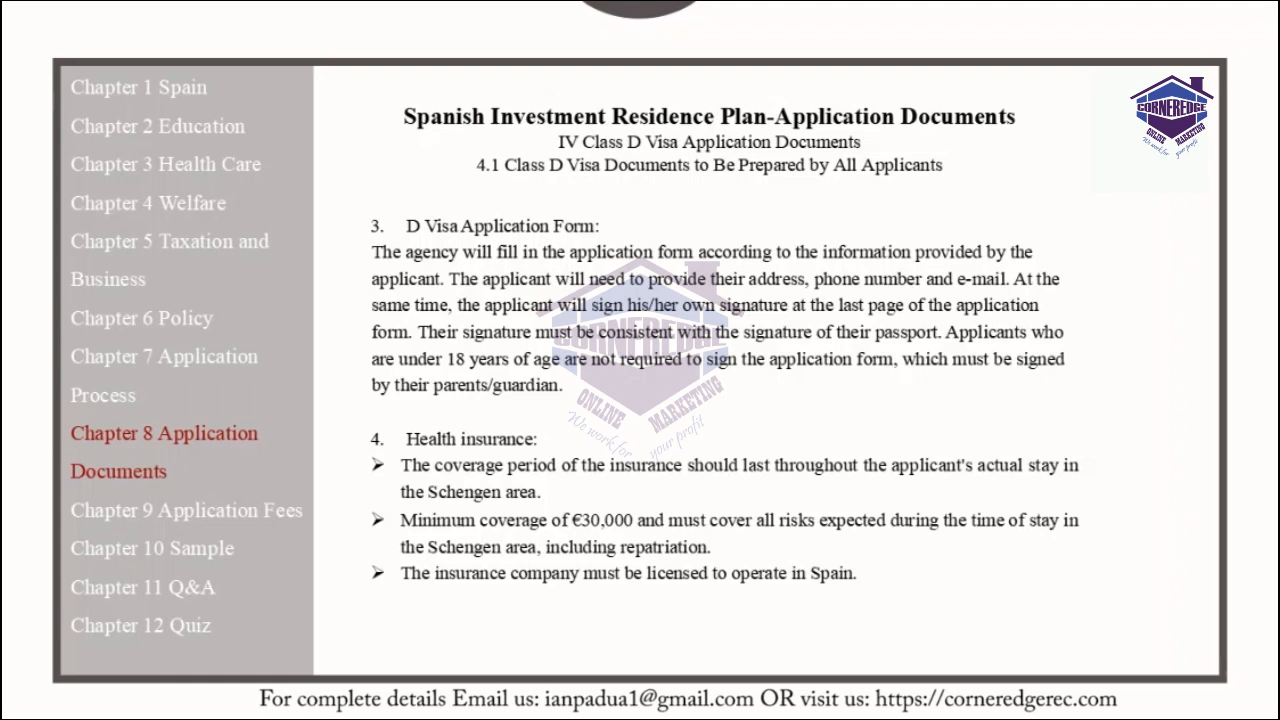 Chapter 1 Spain
Chapter 2 Education
Chapter 3 Health Care
Chapter 4 Welfare
Chapter 5 Taxation and
Business
Chapter 6 Policy
Chapter 7 Application
Process
Chapter 8 Application
Documents
Chapter 9 Application Fees
Chapter 10 Sample
Chapter 11 Q&A
Chapter 12 Quiz
CORNEREDGE
ONLINE MARKETING
We work for your profit
Spanish Investment Residence Plan-Application Documents
IV Class D Visa Application Documents
4.1 Class D Visa Documents to Be Prepared by All Applicants
3. D Visa Application Form:
The agency will fill in the application form according to the information provided by the
applicant. The applicant will need to provide their address, phone number and e-mail. At the
same time, the applicant will sign his/her own signature at the last page of the application
form. Their signature must be consistent with the signature of their passport. Applicants who
are under 18 years of age are not required to sign the application form, which must be signed
by their parents/guardian.
CORNEREDGE
ONLINE MARKETING
We work for your profit
4. Health insurance:
➢ The coverage period of the insurance should last throughout the applicant's actual stay in
the Schengen area.
➢ Minimum coverage of €30,000 and must cover all risks expected during the time of stay in
the Schengen area, including repatriation.
➢ The insurance company must be licensed to operate in Spain.
For complete details Email us: ianpadua1@gmail.com OR visit us: https://corneredgerec.com